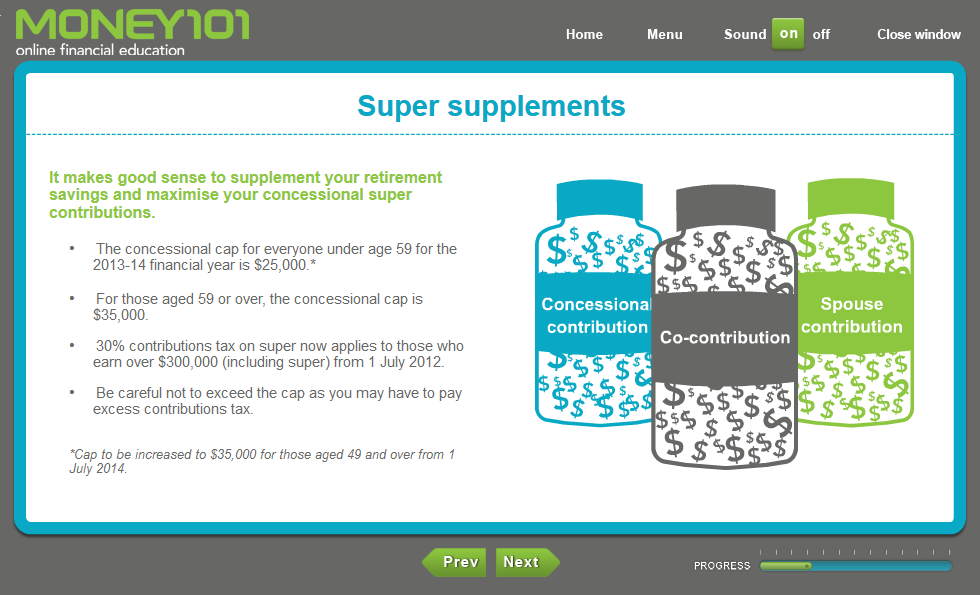 MONEY101
online financial education
Home
Menu
Sound on off
Close window
Super supplements
It makes good sense to supplement your retirement
savings and maximise your concessional super
contributions.
• The concessional cap for everyone under age 59 for the
2013-14 financial year is $25,000.*
• For those aged 59 or over, the concessional cap is
$35,000.
• 30% contributions tax on super now applies to those who
earn over $300,000 (including super) from 1 July 2012.
• Be careful not to exceed the cap as you may have to pay
excess contributions tax.
*Cap to be increased to $35,000 for those aged 49 and over from 1
July 2014.
Concessional
contribution
Co-contribution
Spouse
contribution
Prev
Next
PROGRESS